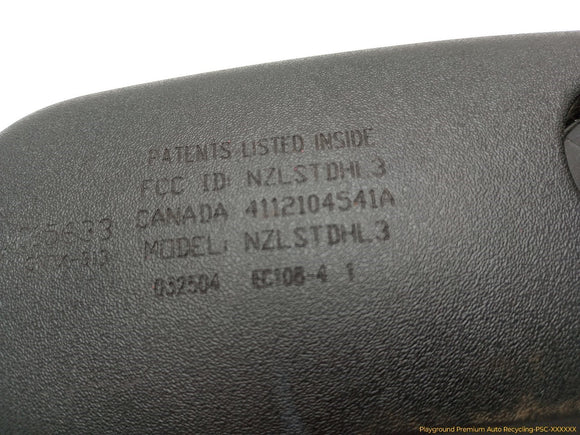 PATENTS LISTED INSIDE
FCC ID: NZLSTDHL3
CANADA 4112104541A
MODEL: NZLSTDHL3
032504 EC108-4 1
Playground Premium Auto Recycling-PSC-XXXXXX